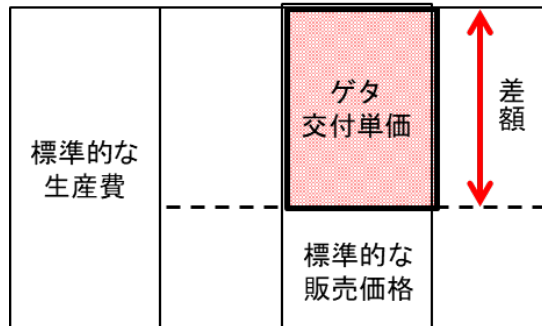 標準的な
生産費
ゲタ
交付単価
標準的な
販売価格
差額